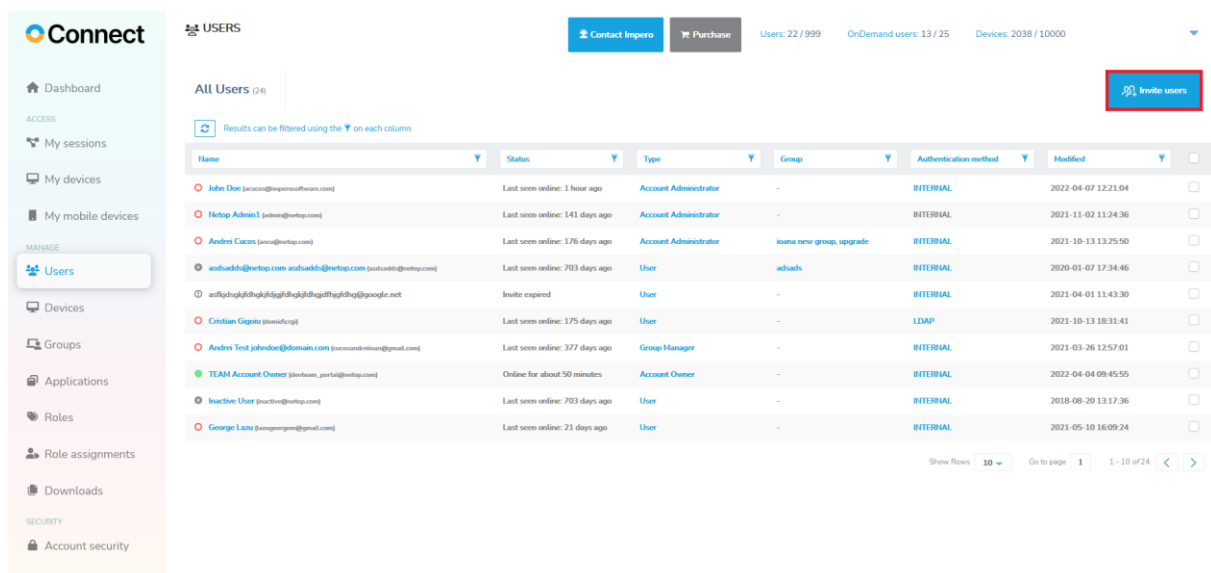 Connect
USERS
Contact Impero
Purchase
Users: 22 / 999
OnDemand users: 13 / 25
Devices: 2038 / 10000
Dashboard
ACCESS
My sessions
My devices
My mobile devices
MANAGE
Users
Devices
Groups
Applications
Roles
Role assignments
Downloads
SECURITY
Account security
All Users (24)
Invite users
Results can be filtered using the on each column
Name Status Type Group Authentication method Modified
John Doe (acucos@imperosoftware.com) Last seen online: 1 hour ago Account Administrator - INTERNAL 2022-04-07 12:21:04
Netop Admin1 (admin@netop.com) Last seen online: 141 days ago Account Administrator - INTERNAL 2021-11-02 11:24:36
Andrei Cucos (ancu@netop.com) Last seen online: 176 days ago Account Administrator ioana new group, upgrade INTERNAL 2021-10-13 13:25:50
asdsadds@netop.com asdsadds@netop.com (asdsadds@netop.com) Last seen online: 703 days ago User adsads INTERNAL 2020-01-07 17:34:46
Invite expired User - INTERNAL 2021-04-01 11:43:30
Cristian Gigoiu Last seen online: 175 days ago User - LDAP 2021-10-13 18:31:41
Andrei Test johndoe@domain.com (cucosandreiioan@gmail.com) Last seen online: 377 days ago Group Manager - INTERNAL 2021-03-26 12:57:01
TEAM Account Owner (devteam_portal@netop.com) Online for about 50 minutes Account Owner - INTERNAL 2022-04-04 09:45:55
Inactive User (inactive@netop.com) Last seen online: 703 days ago User - INTERNAL 2018-08-20 13:17:36
George Lazu (lazugeorgem@gmail.com) Last seen online: 21 days ago User - INTERNAL 2021-05-10 16:09:24
Show Rows 10 Go to page 1 1 - 10 of 24